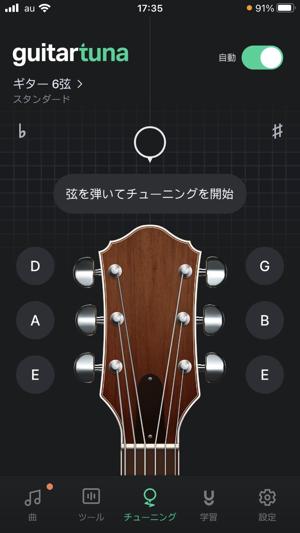 au 17:35 91%
guitartuna
自動
ギター 6弦 >
スタンダード
♭ ♯
弦を弾いてチューニングを開始
D G
A B
E E
曲 ツール チューニング 学習 設定